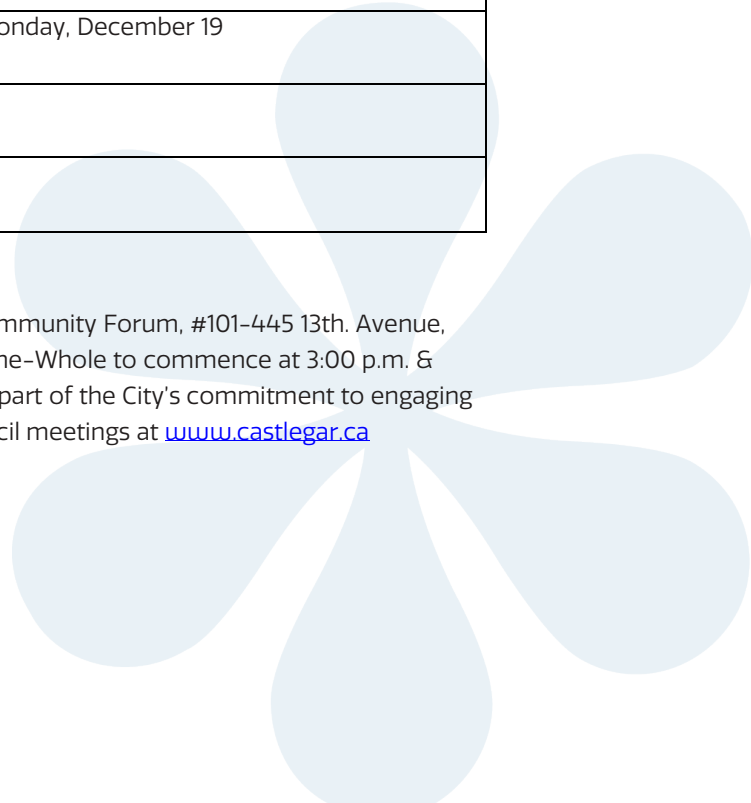 onday, December 19
mmunity Forum, #101-445 13th. Avenue,
he-Whole to commence at 3:00 p.m. &
part of the City's commitment to engaging
cil meetings at www.castlegar.ca